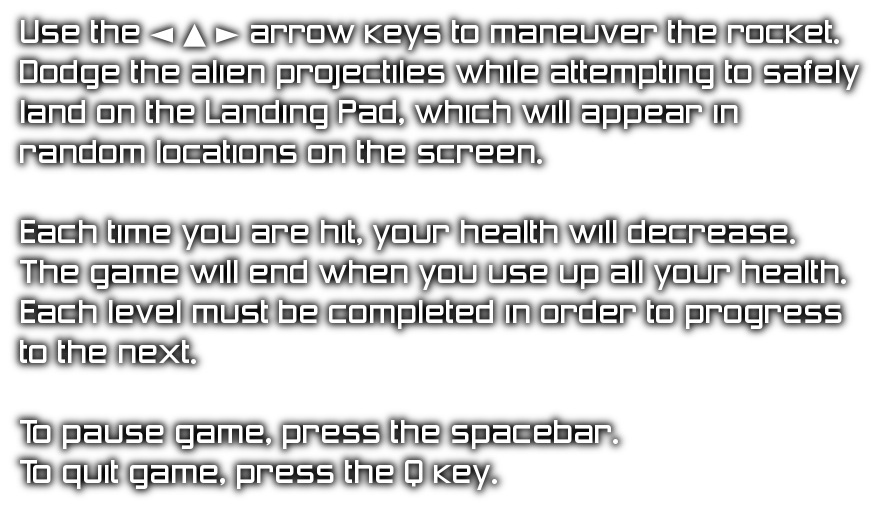 Use the ◄ ▲ ► arrow keys to maneuver the rocket.
Dodge the alien projectiles while attempting to safely
land on the Landing Pad, which will appear in
random locations on the screen.

Each time you are hit, your health will decrease.
The game will end when you use up all your health.
Each level must be completed in order to progress
to the next.

To pause game, press the spacebar.
To quit game, press the Q key.